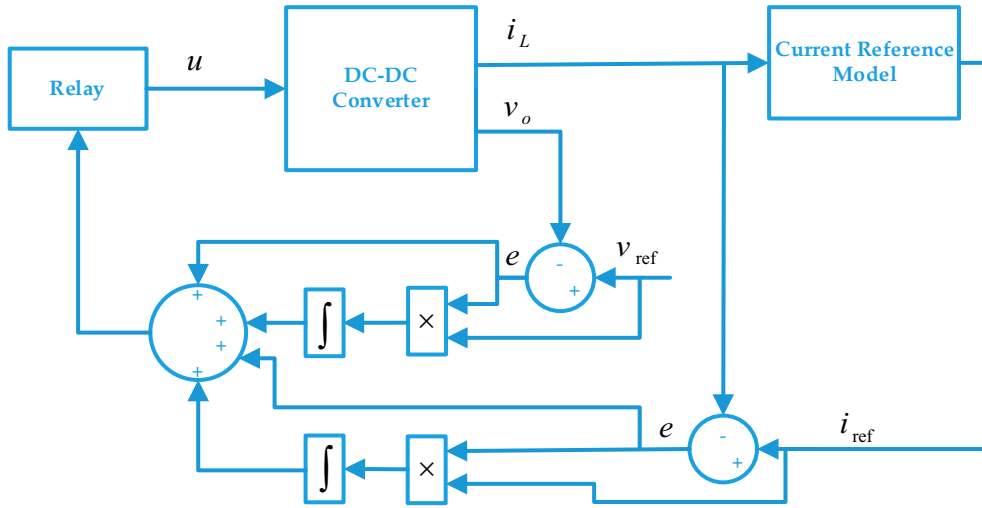 Relay
u
DC-DC
Converter
i_L
v_o
Current Reference
Model
-
+
e
v_ref
+
+
+
+
∫
×
-
+
e
i_ref
∫
×